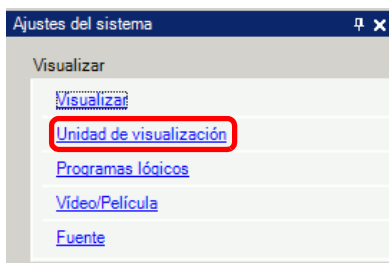 Ajustes del sistema
Visualizar
Visualizar
Unidad de visualización
Programas lógicos
Vídeo/Película
Fuente